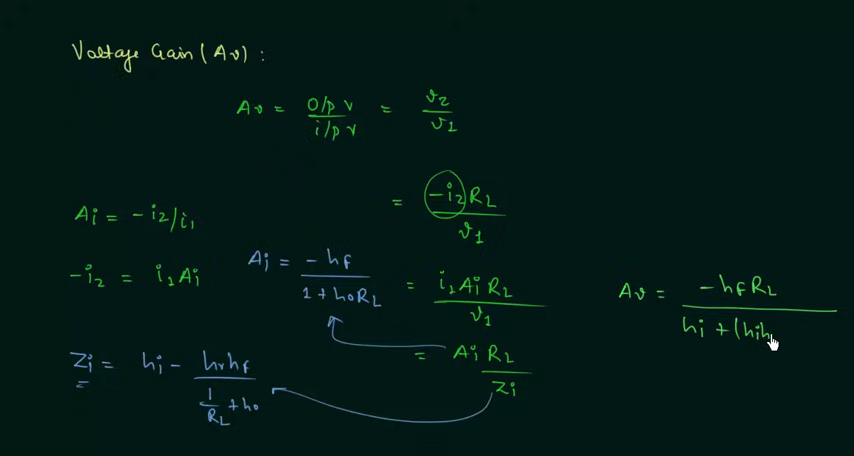 Voltage Gain (Av) :
Av = O/p v / i/p v = v2 / v1
= -i2 RL / v1
Ai = -i2/i1
-i2 = i1 Ai
Ai = -hf / 1 + ho RL
= i1 Ai RL / v1
= Ai RL / Zi
Zi = hi - hr hf / 1/RL + ho
Av = -hf RL / hi + (hi h